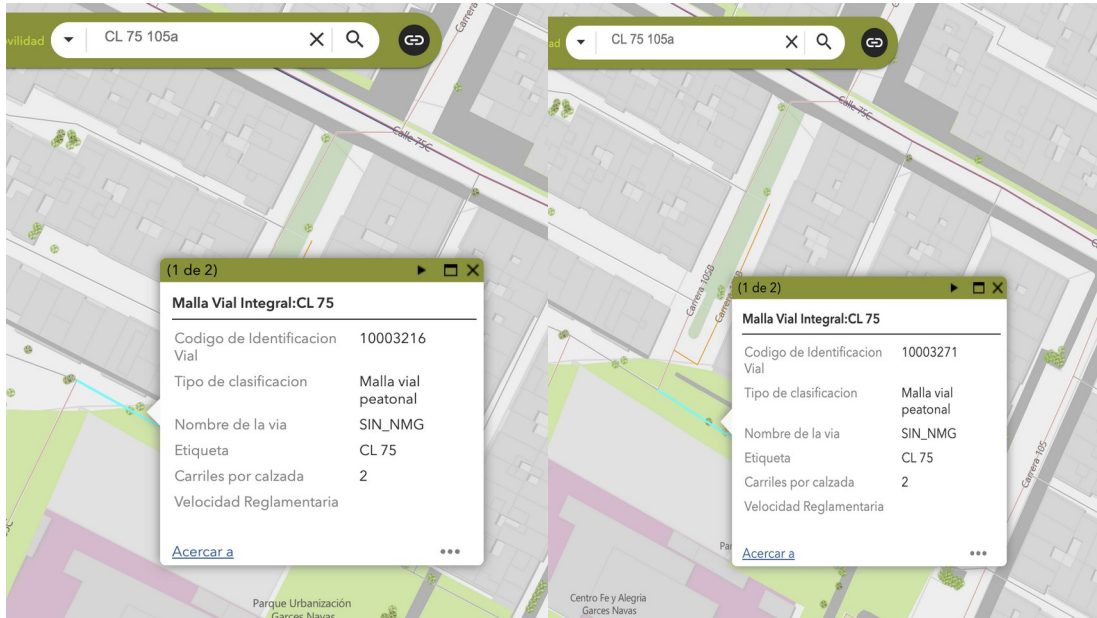 ovilidad
CL 75 105a
Carrera
Calle 75C
(1 de 2)
Malla Vial Integral:CL 75
Codigo de Identificacion
Vial
10003216
Tipo de clasificacion
Malla vial
peatonal
Nombre de la via
SIN_NMG
Etiqueta
CL 75
Carriles por calzada
2
Velocidad Reglamentaria
Acercar a
Parque Urbanización
Garces Navas
ad
CL 75 105a
Calle 75C
Carrera 105B
(1 de 2)
Malla Vial Integral:CL 75
Codigo de Identificacion
Vial
10003271
Tipo de clasificacion
Malla vial
peatonal
Nombre de la via
SIN_NMG
Etiqueta
CL 75
Carriles por calzada
2
Velocidad Reglamentaria
Acercar a
Carrera 105
Centro Fe y Alegria
Garces Navas